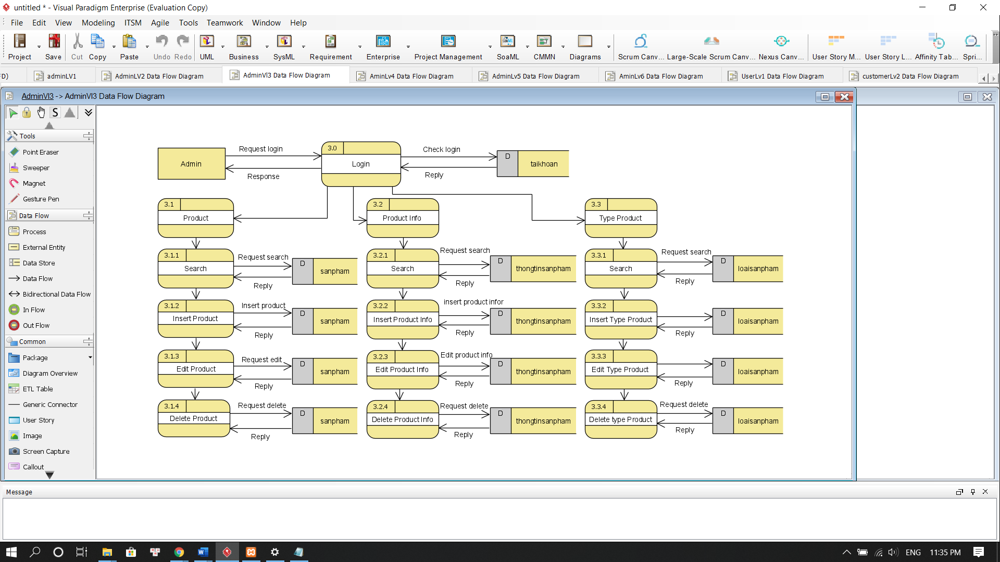 untitled * - Visual Paradigm Enterprise (Evaluation Copy)
File Edit View Modeling ITSM Agile Tools Teamwork Window Help
Project Save Cut Copy Paste Undo Redo UML Business SysML Requirement Enterprise Project Management SoaML CMMN Diagrams Scrum Canv... Large-Scale Scrum Canv... Nexus Canv... User Story M... User Story L... Affinity Tab... Spri...
D) adminLV1 AdminLV2 Data Flow Diagram AdminVl3 Data Flow Diagram AminLv4 Data Flow Diagram AdminLv5 Data Flow Diagram AminLv6 Data Flow Diagram UserLv1 Data Flow Diagram customerLv2 Data Flow Diagram
AdminVl3 -> AdminVl3 Data Flow Diagram
S
Tools
Point Eraser
Sweeper
Magnet
Gesture Pen
Data Flow
Process
External Entity
Data Store
Data Flow
Bidirectional Data Flow
In Flow
Out Flow
Common
Package
Diagram Overview
ETL Table
Generic Connector
User Story
Image
Screen Capture
Callout
Request login 3.0 Check login D
Admin Login taikhoan
Response Reply
3.1 3.2 3.3
Product Product Info Type Product
3.1.1 Request search D 3.2.1 Request search D 3.3.1 Request search D
Search sanpham Search thongtinsanpham Search loaisanpham
Reply Reply Reply
3.1.2 Insert product D 3.2.2 insert product infor D 3.3.2 D
Insert Product sanpham Insert Product Info thongtinsanpham Insert Type Product loaisanpham
Reply Reply Reply
3.1.3 Request edit D 3.2.3 Edit product info D 3.3.3 D
Edit Product sanpham Edit Product Info thongtinsanpham Edit Type Product loaisanpham
Reply Reply Reply
3.1.4 Request delete D 3.2.4 Request delete D 3.3.4 Request delete D
Delete Product sanpham Delete Product Info thongtinsanpham Delete type Product loaisanpham
Reply Reply Reply
Message
ENG 11:35 PM